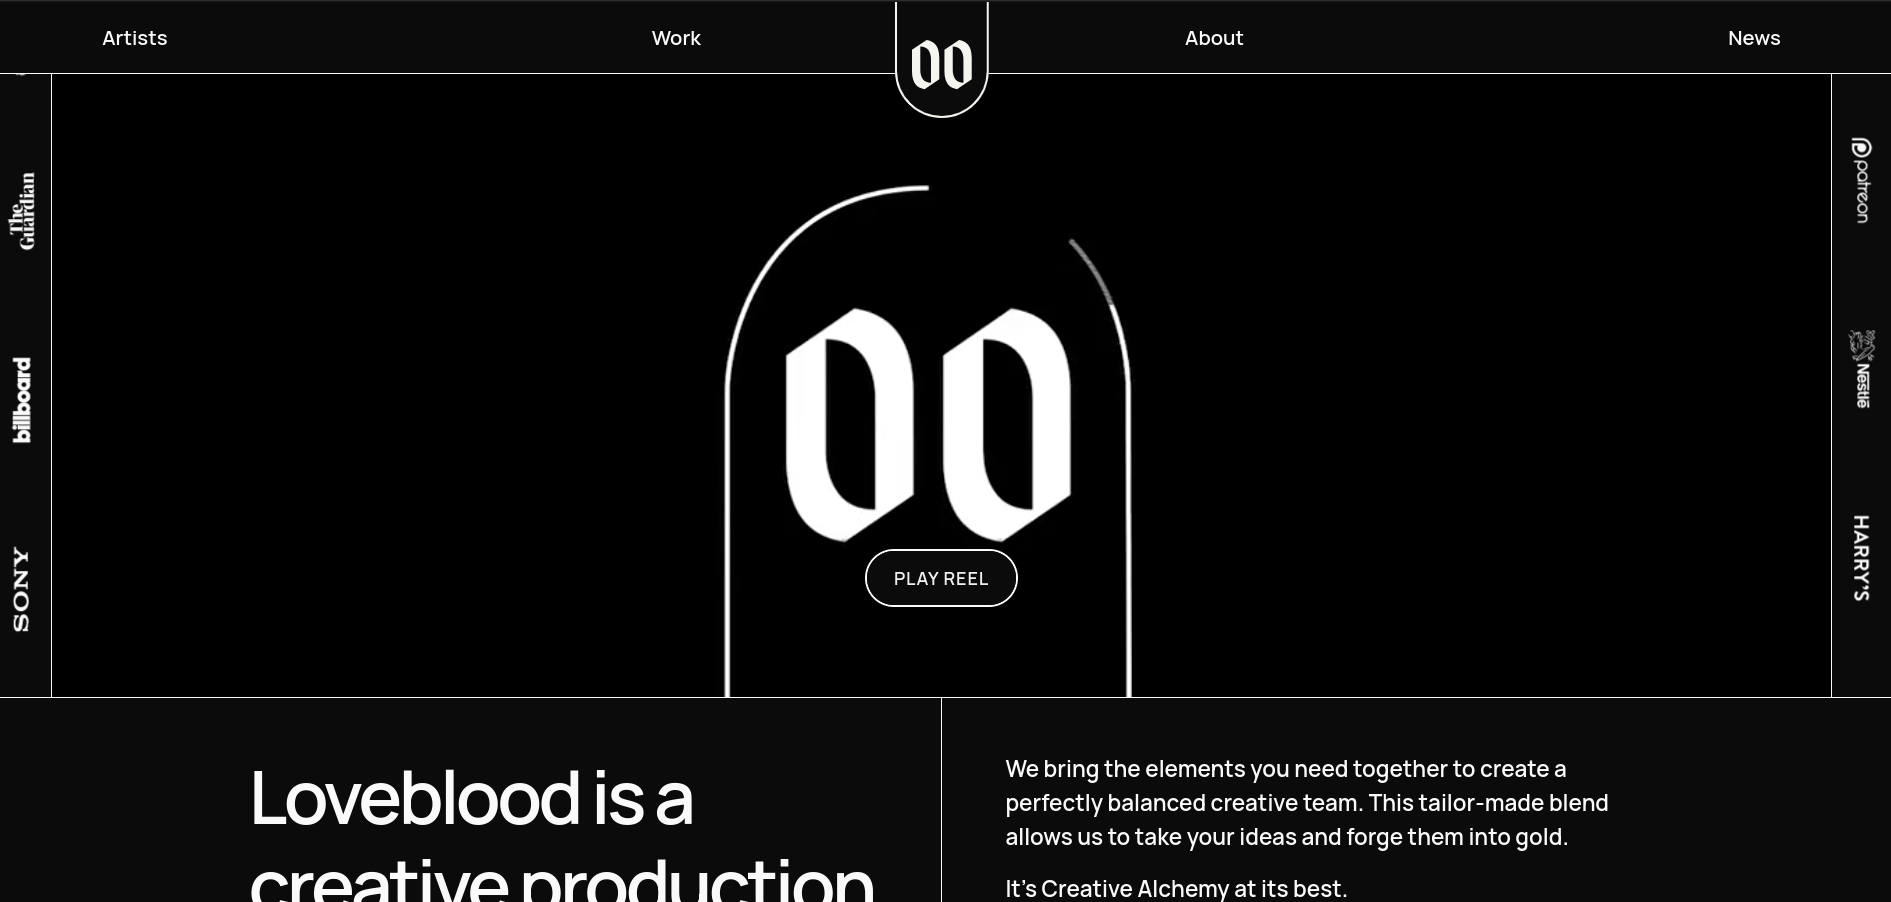 Artists
Work
oo
About
News
The
Guardian
billboard
SONY
patreon
Nestlé
HARRY'S
oo
PLAY REEL
Loveblood is a
creative production
We bring the elements you need together to create a
perfectly balanced creative team. This tailor-made blend
allows us to take your ideas and forge them into gold.
It's Creative Alchemy at its best.